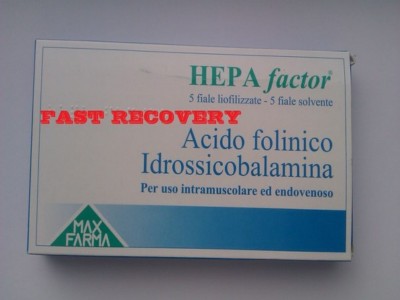 HEPA factor®
5 fiale liofilizzate - 5 fiale solvente
FAST RECOVERY
Acido folinico
Idrossicobalamina
Per uso intramuscolare ed endovenoso
MAX
FARMA